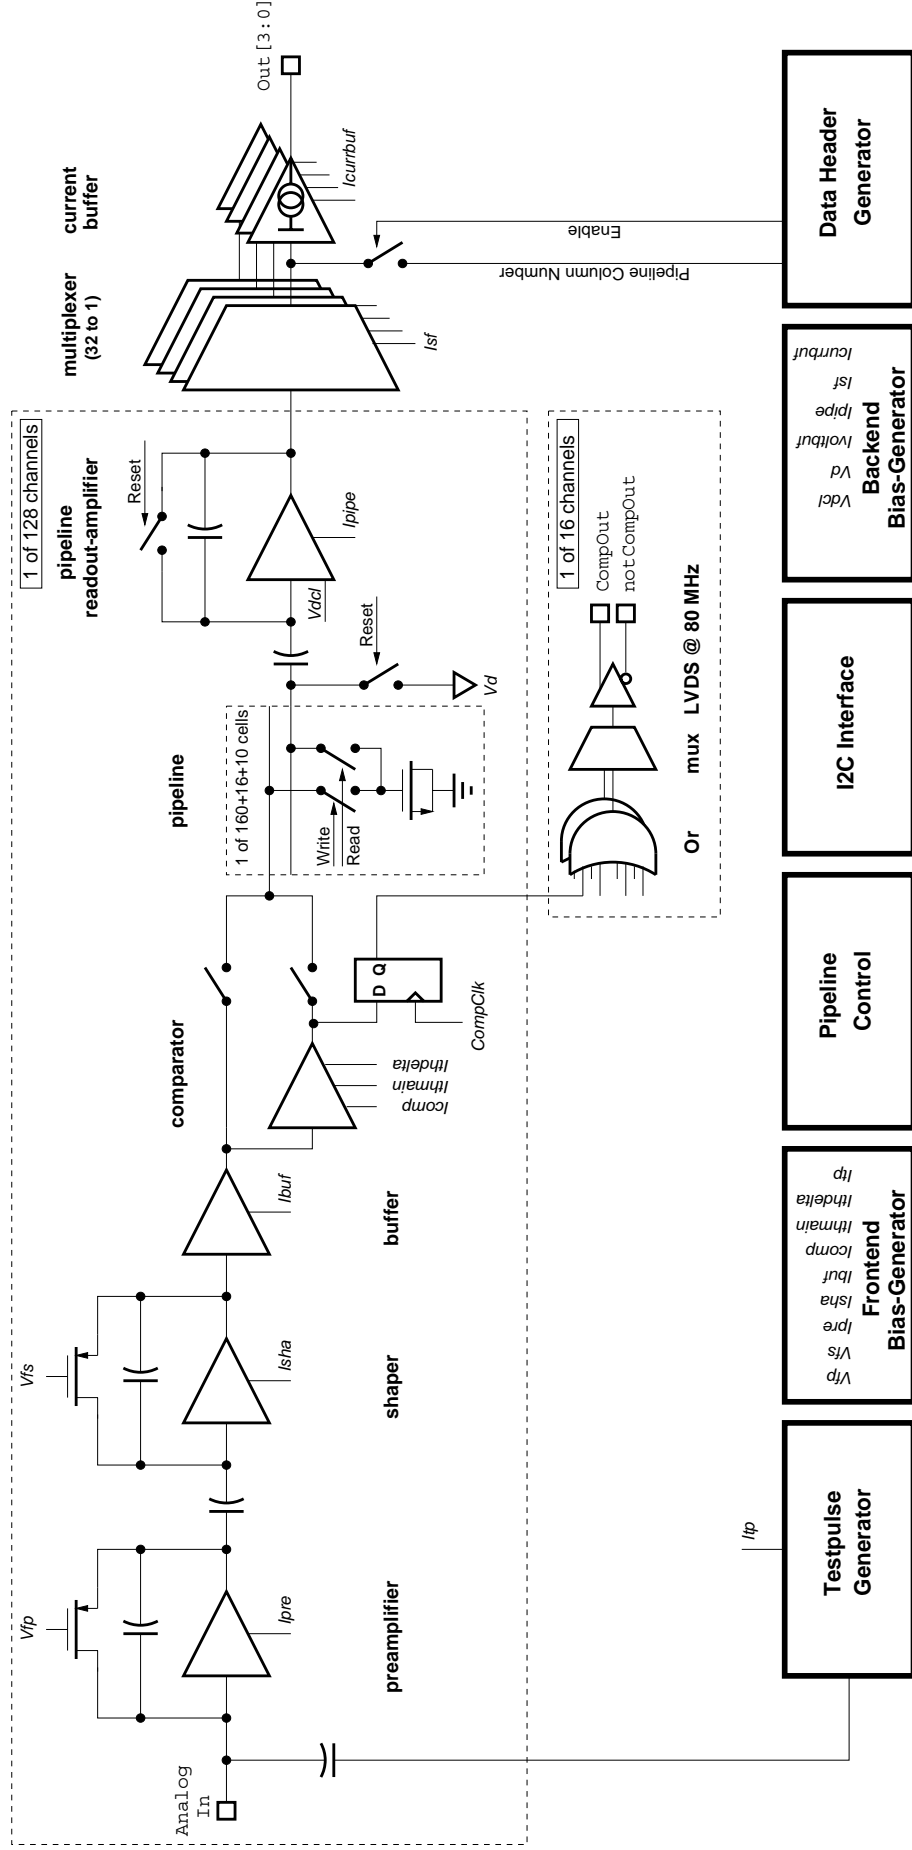 1 of 128 channels
Analog
In
Vfp
Ipre
preamplifier
Vfs
Isha
shaper
Ibuf
buffer
comparator
Icomp
Ithmain
Ithdelta
D Q
CompClk
pipeline
1 of 160+16+10 cells
Write
Read
Reset
Vd
pipeline
readout-amplifier
Reset
Vdcl
Ipipe
multiplexer
(32 to 1)
Isf
current
buffer
Icurrbuf
Out[3:0]
Enable
Pipeline Column Number
1 of 16 channels
CompOut
notCompOut
Or
mux
LVDS @ 80 MHz
Itp
Testpulse
Generator
Vfp
Vfs
Ipre
Isha
Ibuf
Icomp
Ithmain
Ithdelta
Itp
Frontend
Bias-Generator
Pipeline
Control
I2C Interface
Vdcl
Vd
Ivoltbuf
Ipipe
Isf
Icurrbuf
Backend
Bias-Generator
Data Header
Generator